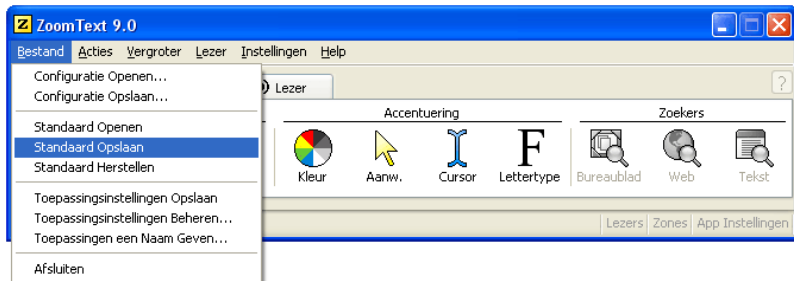 ZoomText 9.0
Bestand Acties Vergroter Lezer Instellingen Help
Configuratie Openen...
Configuratie Opslaan...
Standaard Openen
Standaard Opslaan
Standaard Herstellen
Toepassingsinstellingen Opslaan
Toepassingsinstellingen Beheren...
Toepassingen een Naam Geven...
Afsluiten
Lezer
?
Accentuering Zoekers
Kleur Aanw. Cursor Lettertype Bureaublad Web Tekst
Lezers Zones App Instellingen